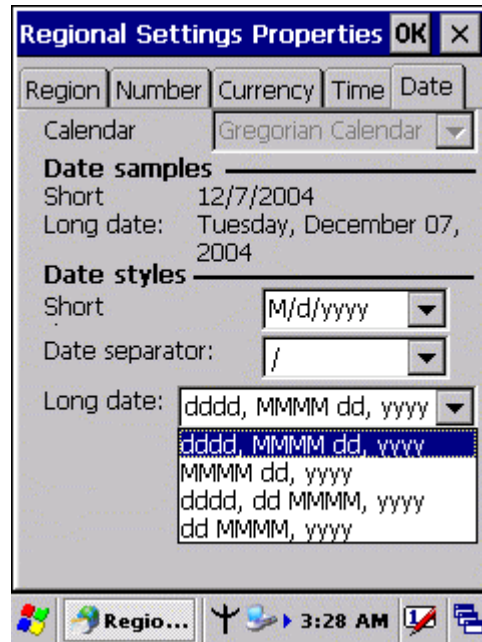 Regional Settings Properties OK ×
Region Number Currency Time Date
Calendar Gregorian Calendar
Date samples
Short 12/7/2004
Long date: Tuesday, December 07,
2004
Date styles
Short M/d/yyyy
Date separator: /
Long date: dddd, MMMM dd, yyyy
dddd, MMMM dd, yyyy
MMMM dd, yyyy
dddd, dd MMMM, yyyy
dd MMMM, yyyy
Regio... 3:28 AM